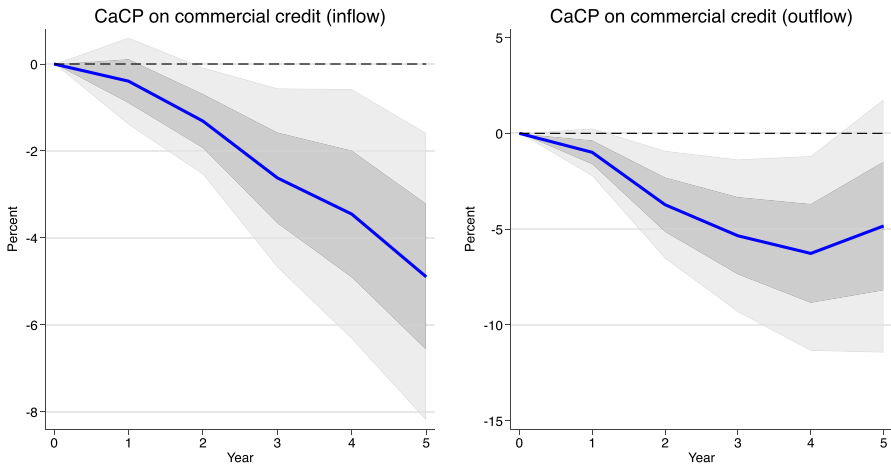 CaCP on commercial credit (inflow)
0
-2
-4
-6
-8
Percent
0 1 2 3 4 5
Year
CaCP on commercial credit (outflow)
5
0
-5
-10
-15
Percent
0 1 2 3 4 5
Year